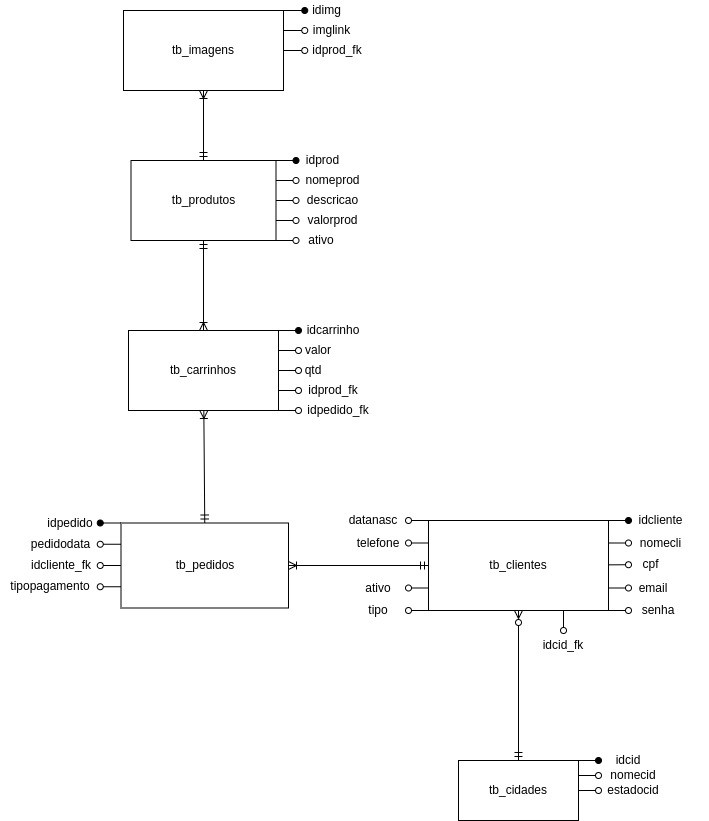 idimg
imglink
tb_imagens
idprod_fk
idprod
nomeprod
tb_produtos
descricao
valorprod
ativo
idcarrinho
valor
tb_carrinhos
qtd
idprod_fk
idpedido_fk
idpedido
pedidodata
idcliente_fk
tipopagamento
tb_pedidos
datanasc
telefone
ativo
tipo
tb_clientes
idcliente
nomecli
cpf
email
senha
idcid_fk
idcid
nomecid
tb_cidades
estadocid